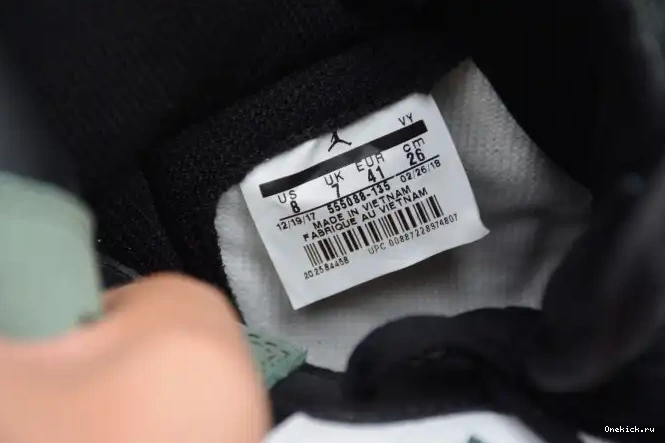 VY
US UK EUR cm
8 7 41 26
12/19/17 555088-135 02/26/18
MADE IN VIETNAM
FABRIQUE AU VIETNAM
202584458 UPC 00887228974807
Onekick.ru